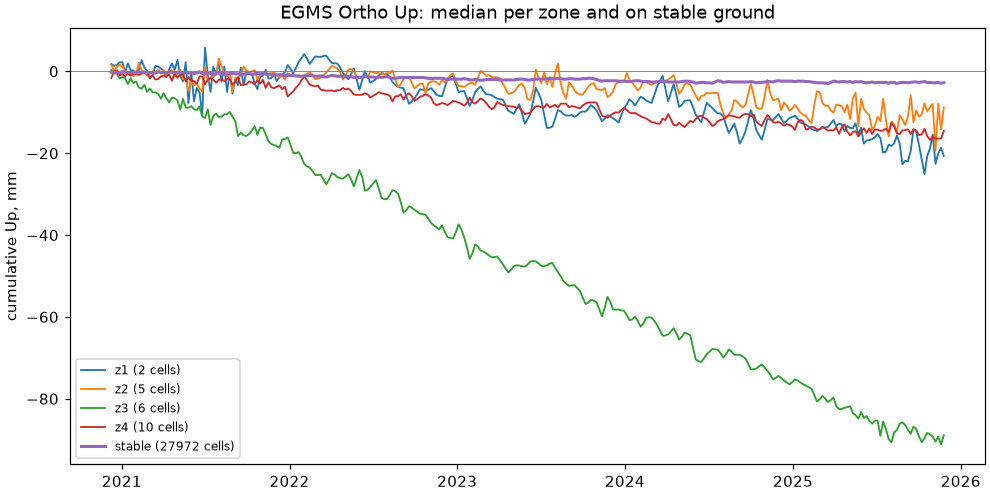 EGMS Ortho Up: median per zone and on stable ground
cumulative Up, mm
0
−20
−40
−60
−80
z1 (2 cells)
z2 (5 cells)
z3 (6 cells)
z4 (10 cells)
stable (27972 cells)
2021
2022
2023
2024
2025
2026